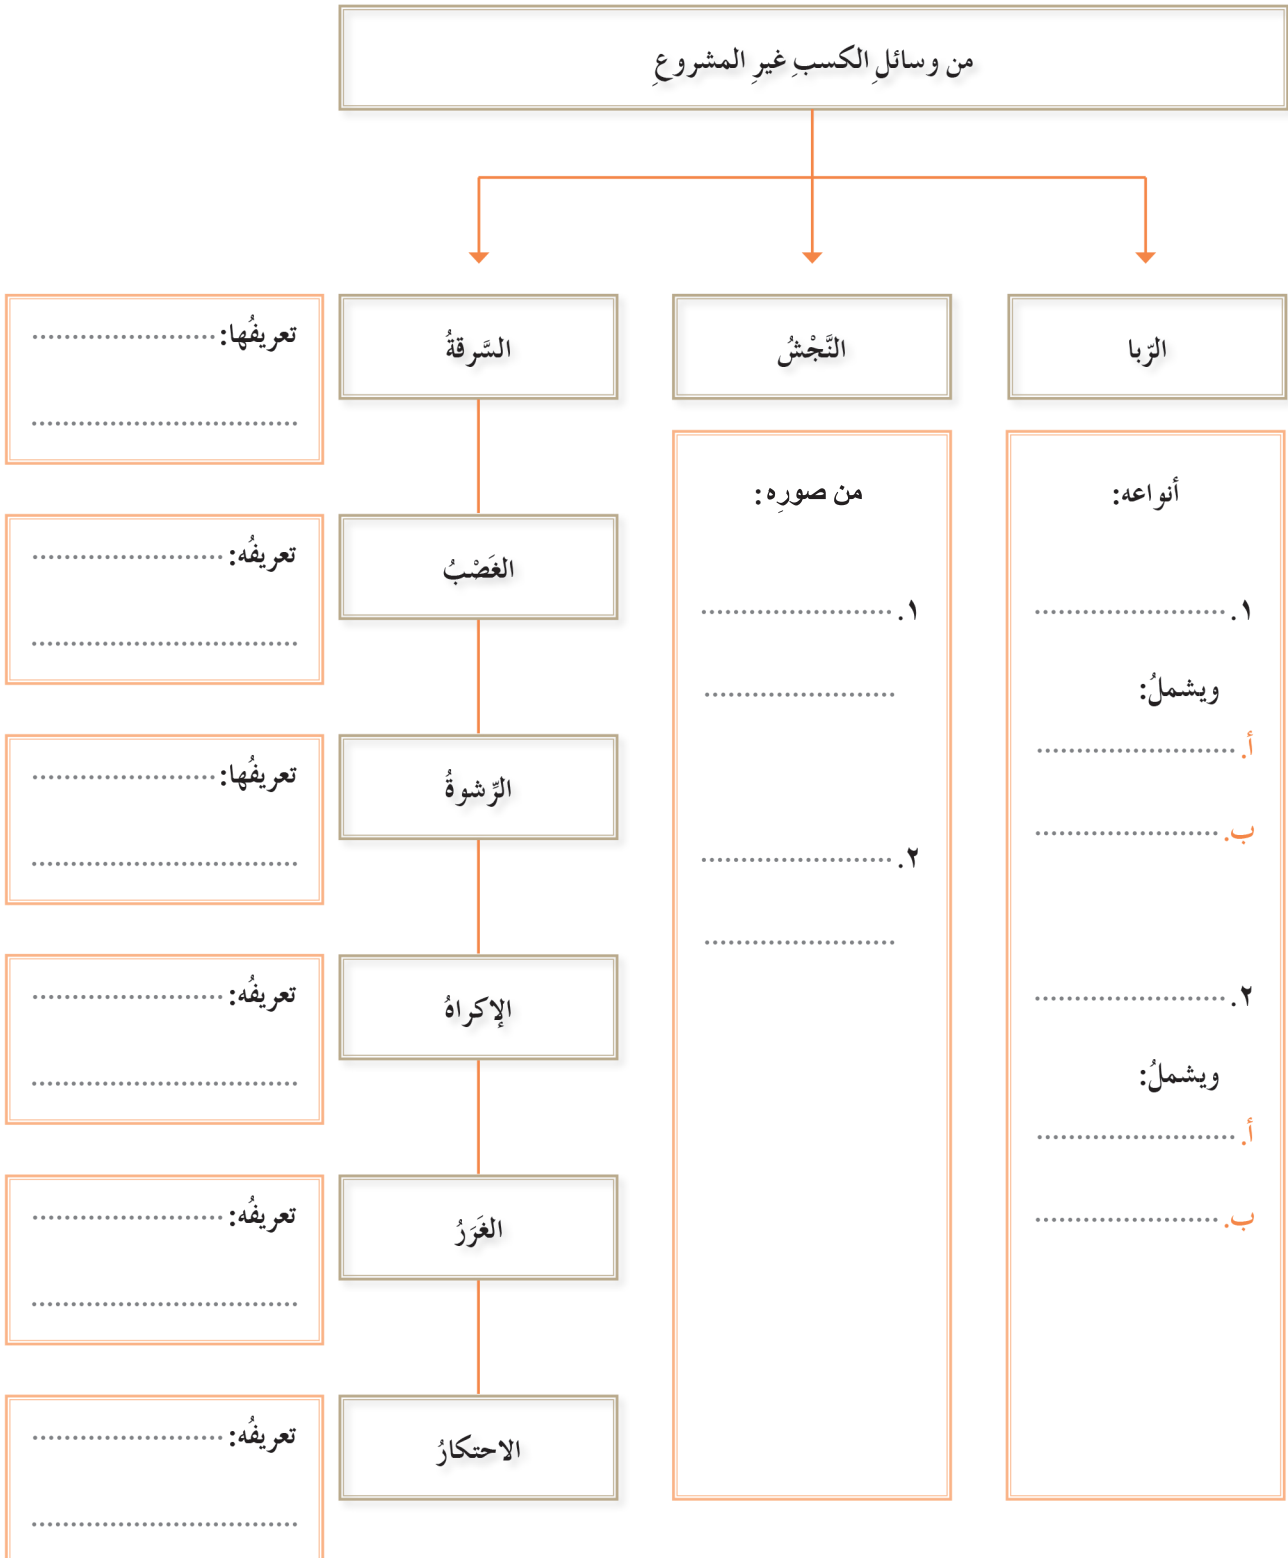 من وسائلِ الكسبِ غيرِ المشروعِ
الرّبا
أنواعه:
١. ........................
ويشملُ:
أ. .........................
ب. .......................
٢. ........................
ويشملُ:
أ. .........................
ب. .......................
النَّجْشُ
من صورِه:
١. ........................
........................
٢. ........................
........................
السَّرقةُ
تعريفُها: .......................
..................................
الغَصْبُ
تعريفُه: ........................
..................................
الرِّشوةُ
تعريفُها: .......................
..................................
الإكراهُ
تعريفُه: ........................
..................................
الغَرَرُ
تعريفُه: ........................
..................................
الاحتكارُ
تعريفُه: ........................
..................................